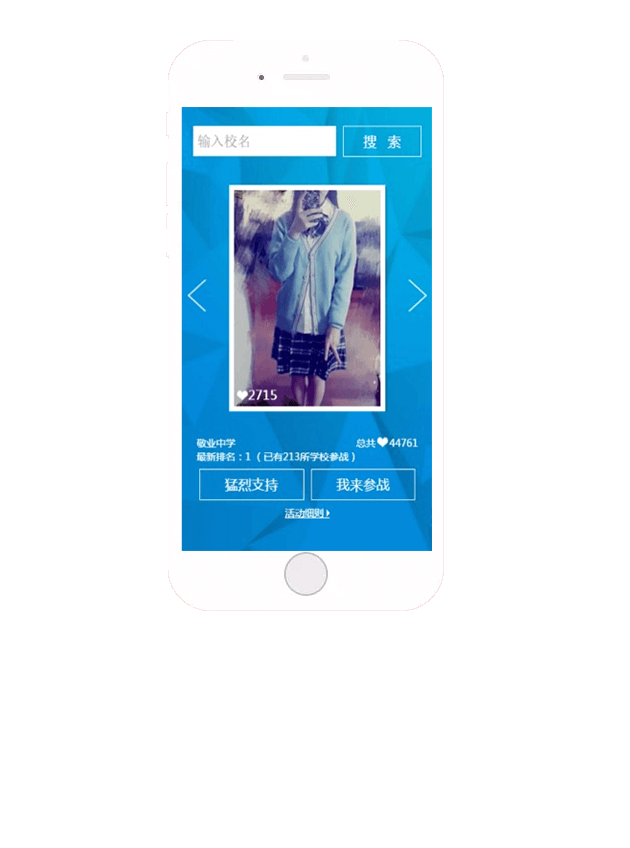 输入校名
搜 索
❤2715
敬业中学
总共❤44761
最新排名:1(已有213所学校参战)
猛烈支持
我来参战
活动细则